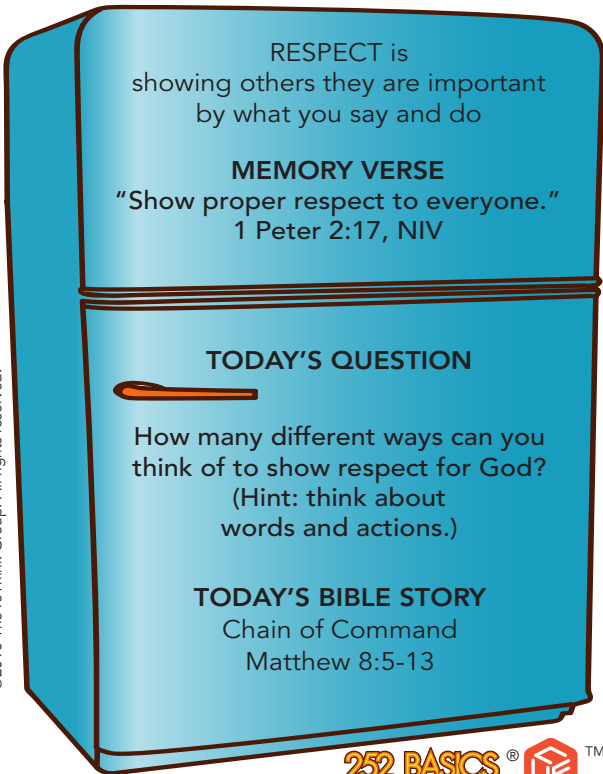 RESPECT is
showing others they are important
by what you say and do
MEMORY VERSE
“Show proper respect to everyone.”
1 Peter 2:17, NIV
TODAY’S QUESTION
How many different ways can you
think of to show respect for God?
(Hint: think about
words and actions.)
TODAY’S BIBLE STORY
Chain of Command
Matthew 8:5-13
252 BASICS ® TM